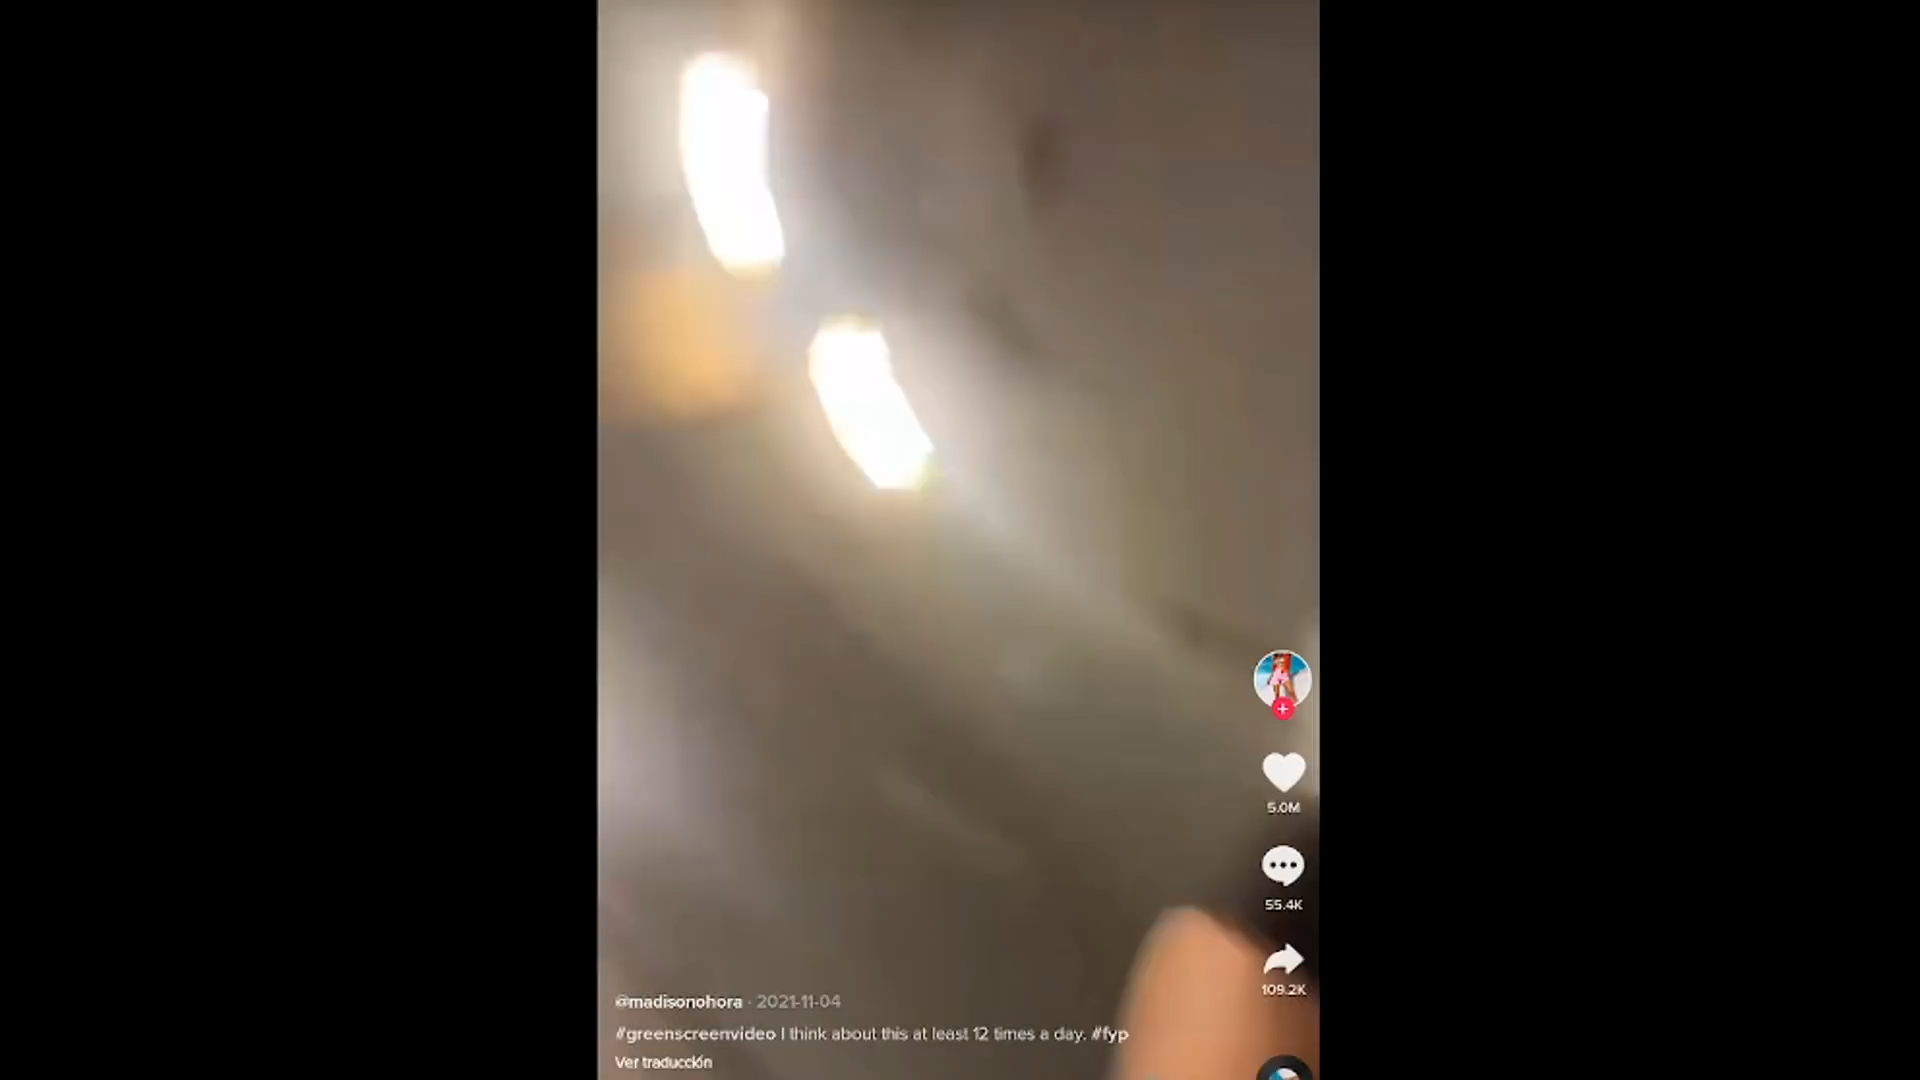 5.0M
55.4K
109.2K
@madisonohora · 2021-11-04
#greenscreenvideo I think about this at least 12 times a day. #fyp
Ver traducción